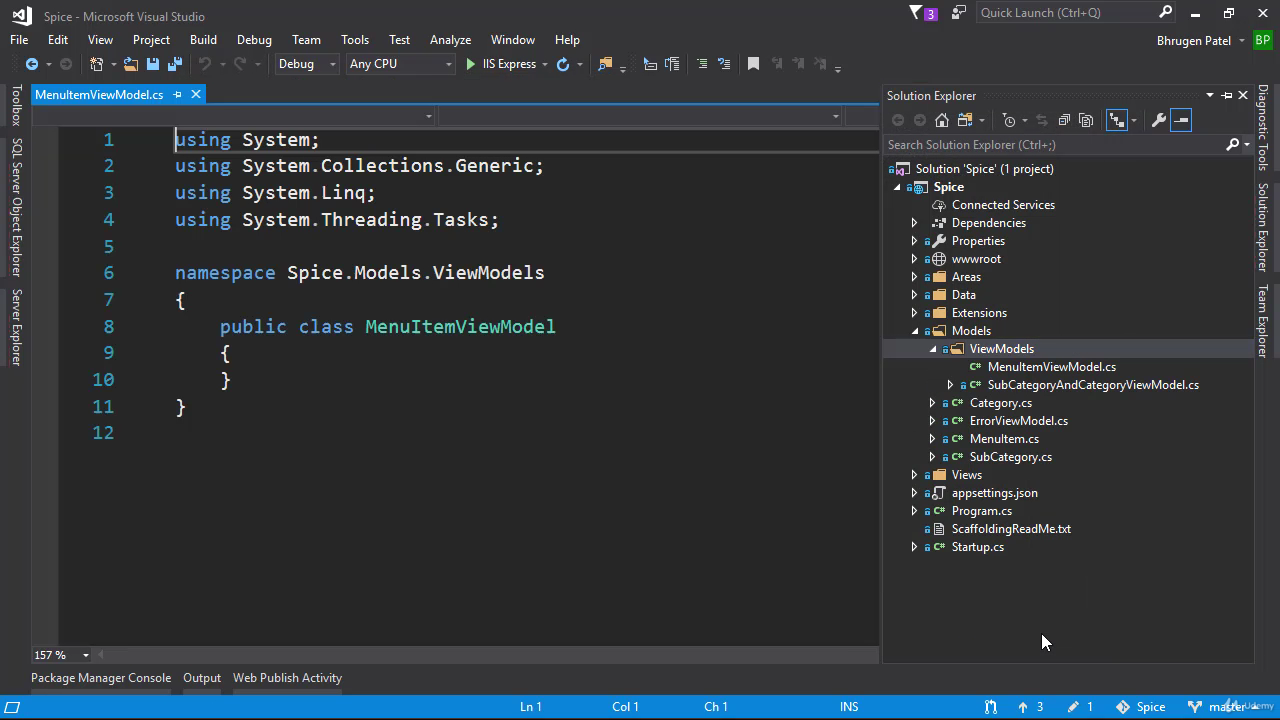 Spice - Microsoft Visual Studio
3
Quick Launch (Ctrl+Q)
File Edit View Project Build Debug Team Tools Test Analyze Window Help
Bhrugen Patel BP
Debug Any CPU IIS Express
MenuItemViewModel.cs
Toolbox
SQL Server Object Explorer
Server Explorer
1 using System;
2 using System.Collections.Generic;
3 using System.Linq;
4 using System.Threading.Tasks;
5
6 namespace Spice.Models.ViewModels
7 {
8 public class MenuItemViewModel
9 {
10 }
11 }
12
157 %
Solution Explorer
Search Solution Explorer (Ctrl+;)
Solution 'Spice' (1 project)
Spice
Connected Services
Dependencies
Properties
wwwroot
Areas
Data
Extensions
Models
ViewModels
MenuItemViewModel.cs
SubCategoryAndCategoryViewModel.cs
Category.cs
ErrorViewModel.cs
MenuItem.cs
SubCategory.cs
Views
appsettings.json
Program.cs
ScaffoldingReadMe.txt
Startup.cs
Diagnostic Tools
Solution Explorer
Team Explorer
Package Manager Console Output Web Publish Activity
Ln 1 Col 1 Ch 1 INS 3 1 Spice master
Udemy